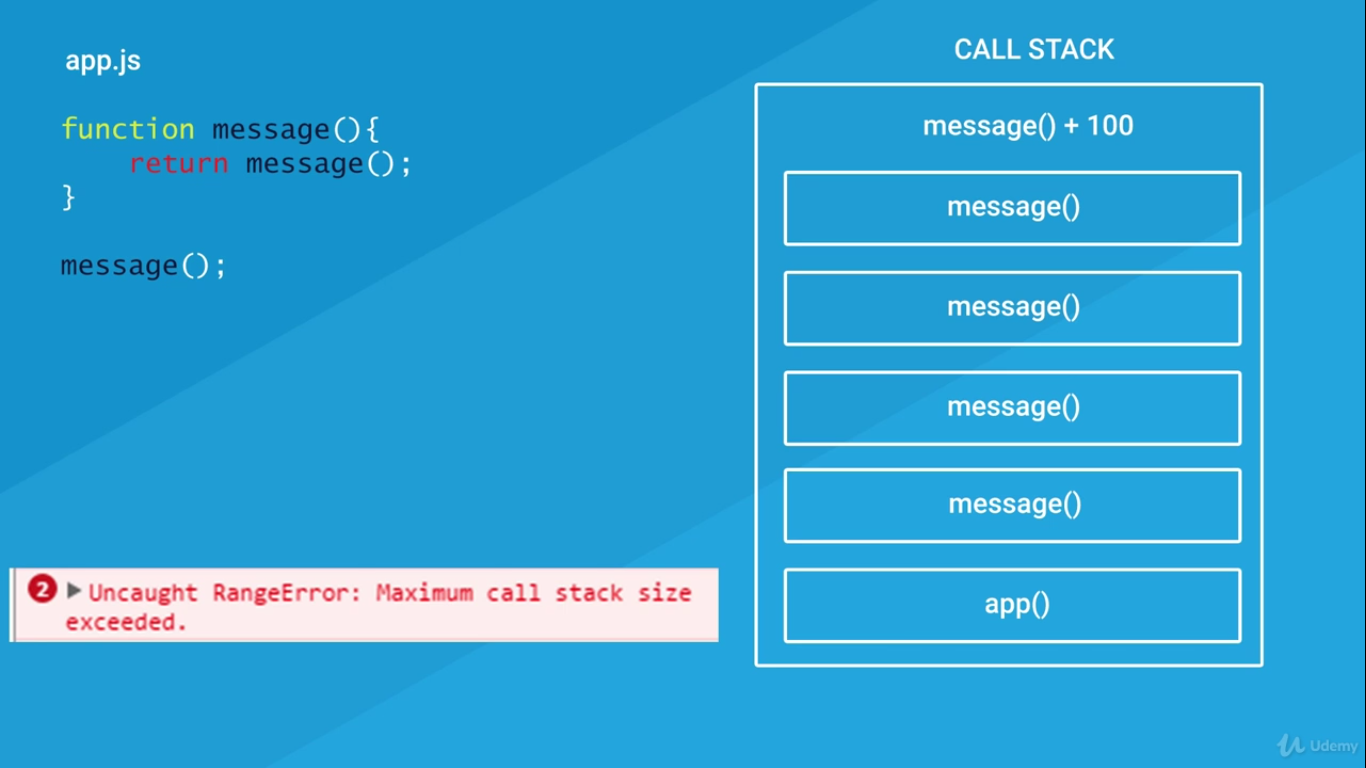 app.js
function message(){
    return message();
}
message();
2 Uncaught RangeError: Maximum call stack size
exceeded.
CALL STACK
message() + 100
message()
message()
message()
message()
app()
Udemy